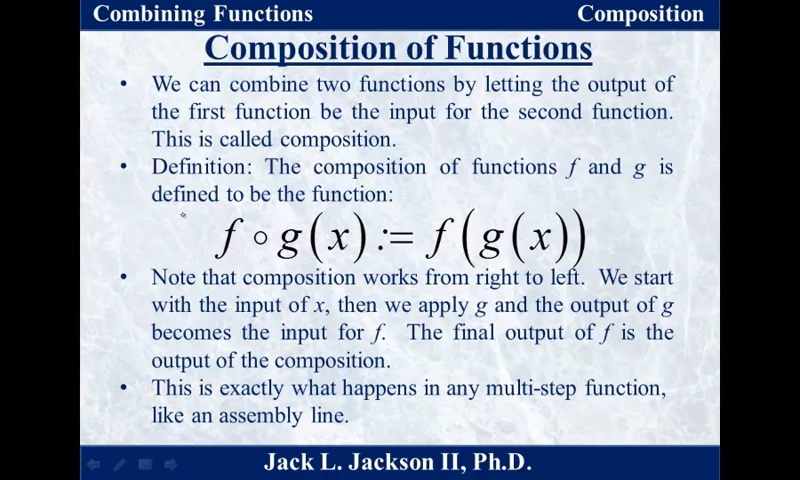 Combining Functions Composition
Composition of Functions
• We can combine two functions by letting the output of
the first function be the input for the second function.
This is called composition.
• Definition: The composition of functions f and g is
defined to be the function:
f ∘ g(x) := f(g(x))
• Note that composition works from right to left. We start
with the input of x, then we apply g and the output of g
becomes the input for f. The final output of f is the
output of the composition.
• This is exactly what happens in any multi-step function,
like an assembly line.
Jack L. Jackson II, Ph.D.